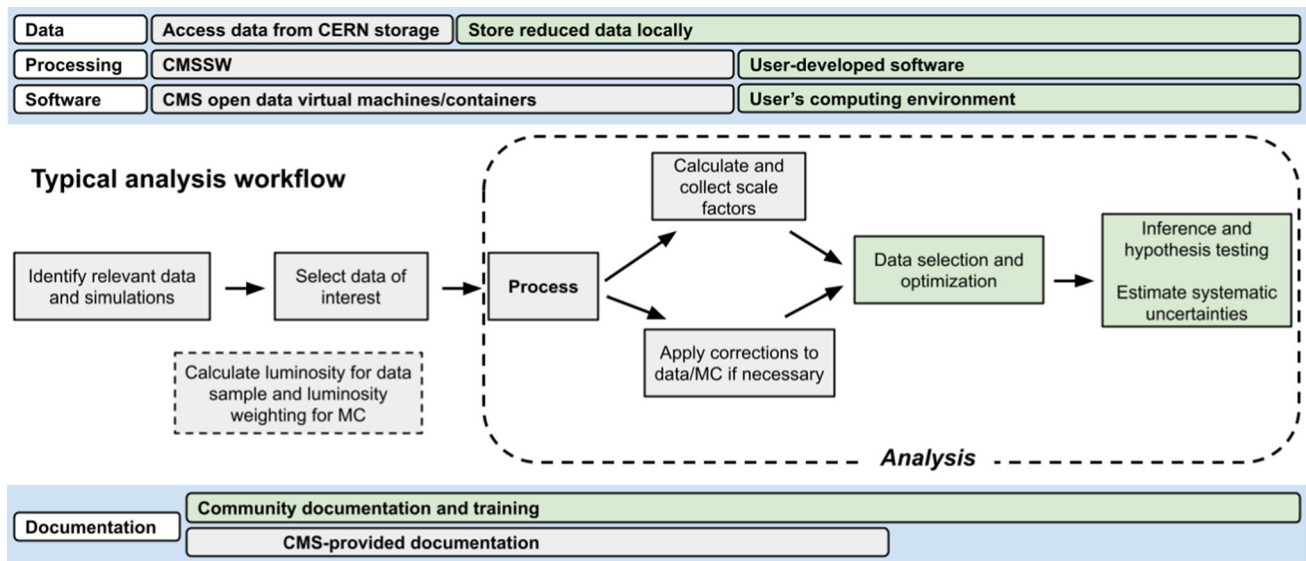 Data
Access data from CERN storage
Store reduced data locally
Processing
CMSSW
User-developed software
Software
CMS open data virtual machines/containers
User’s computing environment
Typical analysis workflow
Identify relevant data
and simulations
Select data of
interest
Calculate luminosity for data
sample and luminosity
weighting for MC
Process
Calculate and
collect scale
factors
Apply corrections to
data/MC if necessary
Data selection and
optimization
Inference and
hypothesis testing
Estimate systematic
uncertainties
Analysis
Documentation
Community documentation and training
CMS-provided documentation